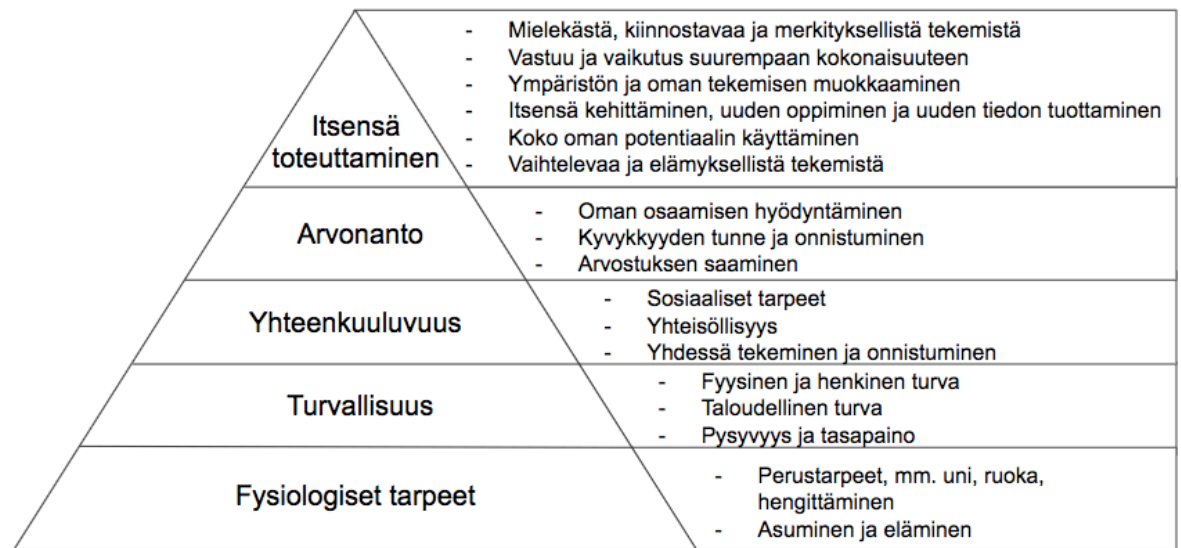 Itsensä
toteuttaminen
- Mielekästä, kiinnostavaa ja merkityksellistä tekemistä
- Vastuu ja vaikutus suurempaan kokonaisuuteen
- Ympäristön ja oman tekemisen muokkaaminen
- Itsensä kehittäminen, uuden oppiminen ja uuden tiedon tuottaminen
- Koko oman potentiaalin käyttäminen
- Vaihtelevaa ja elämyksellistä tekemistä
Arvonanto
- Oman osaamisen hyödyntäminen
- Kyvykkyyden tunne ja onnistuminen
- Arvostuksen saaminen
Yhteenkuuluvuus
- Sosiaaliset tarpeet
- Yhteisöllisyys
- Yhdessä tekeminen ja onnistuminen
Turvallisuus
- Fyysinen ja henkinen turva
- Taloudellinen turva
- Pysyvyys ja tasapaino
Fysiologiset tarpeet
- Perustarpeet, mm. uni, ruoka,
hengittäminen
- Asuminen ja eläminen